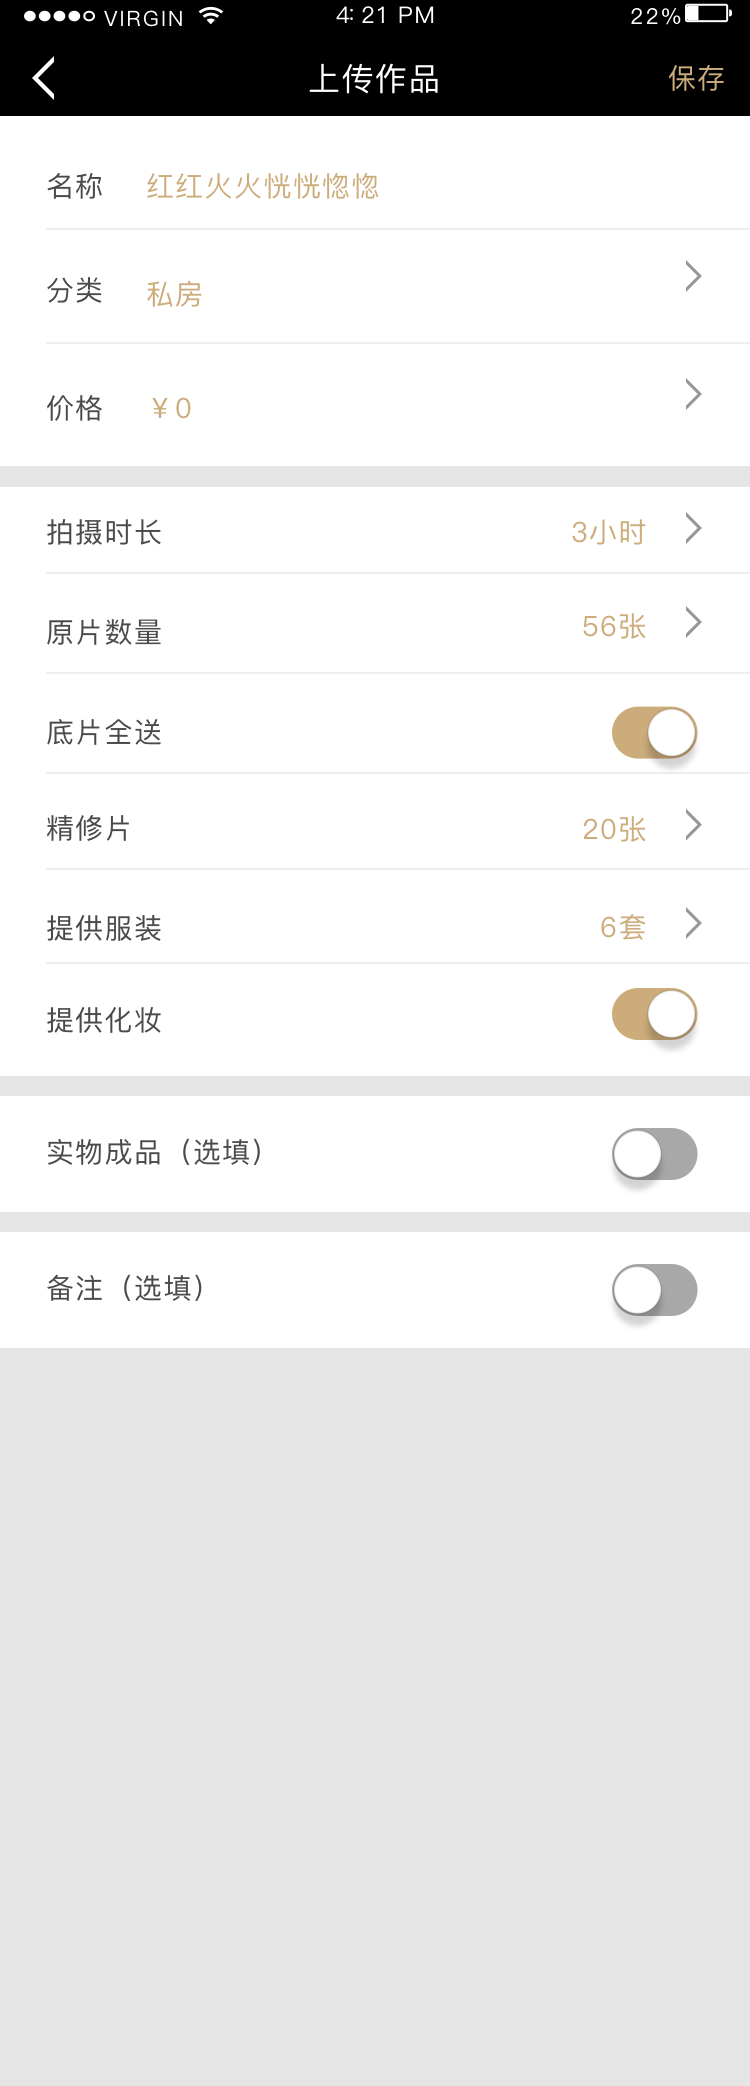 VIRGIN 4: 21 PM 22%
上传作品 保存
名称 红红火火恍恍惚惚
分类 私房
价格 ￥0
拍摄时长 3小时
原片数量 56张
底片全送
精修片 20张
提供服装 6套
提供化妆
实物成品（选填）
备注（选填）